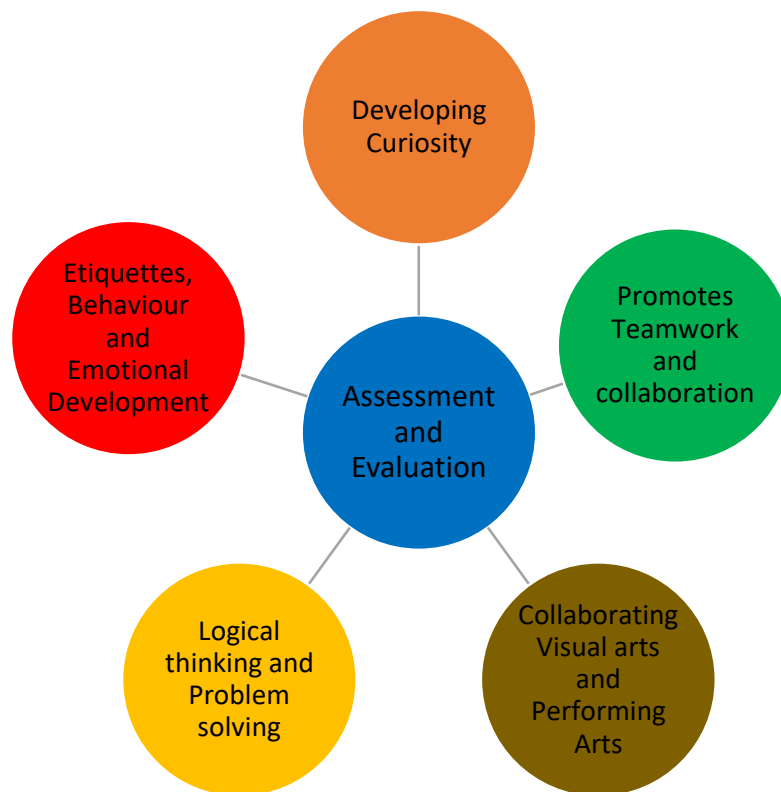 Developing
Curiosity
Etiquettes,
Behaviour
and
Emotional
Development
Promotes
Teamwork
and
collaboration
Assessment
and
Evaluation
Logical
thinking and
Problem
solving
Collaborating
Visual arts
and
Performing
Arts